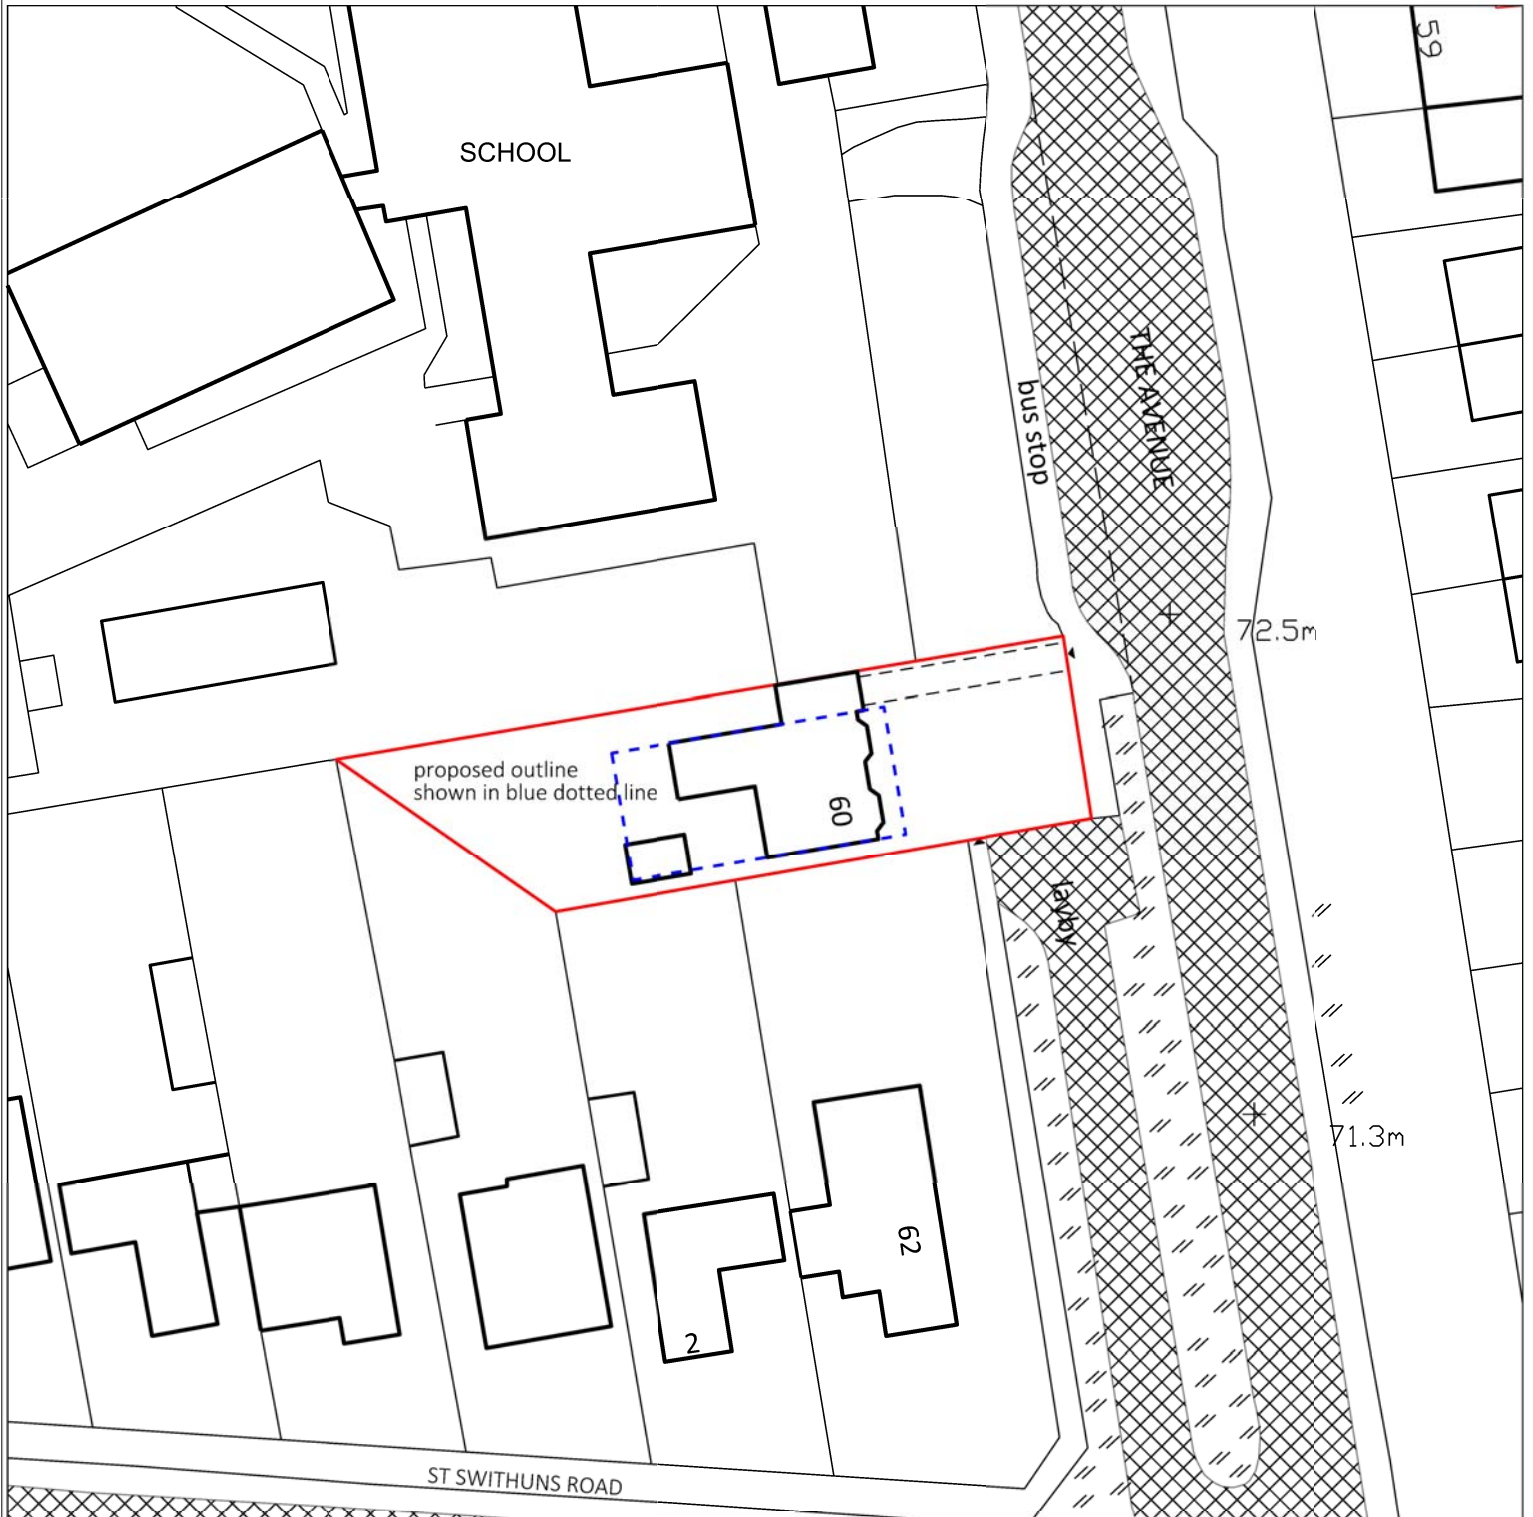 59
SCHOOL
THE AVENUE
bus stop
72.5m
proposed outline
shown in blue dotted line
60
layby
71.3m
62
2
ST SWITHUNS ROAD